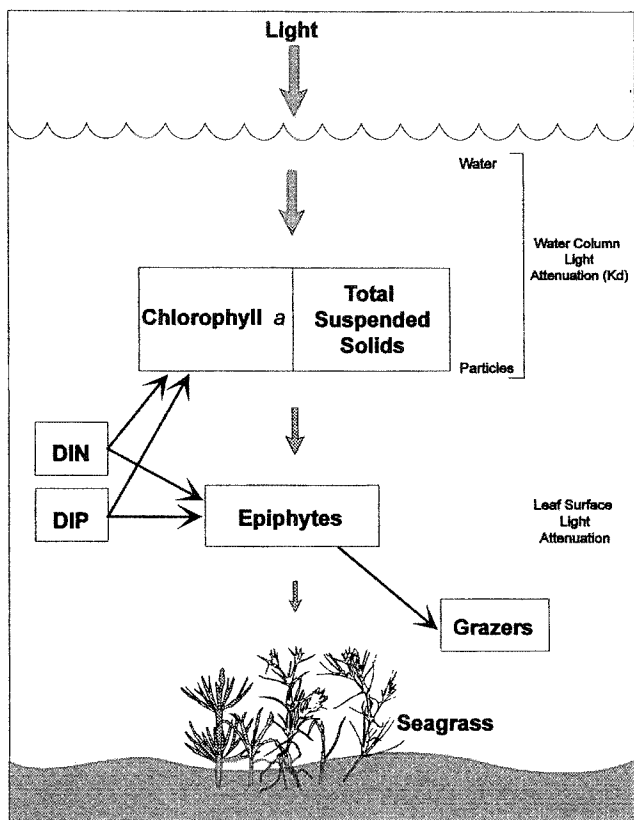 Light
Water
Water Column
Light
Attenuation (Kd)
Chlorophyll a
Total
Suspended
Solids
Particles
DIN
DIP
Epiphytes
Leaf Surface
Light
Attenuation
Grazers
Seagrass